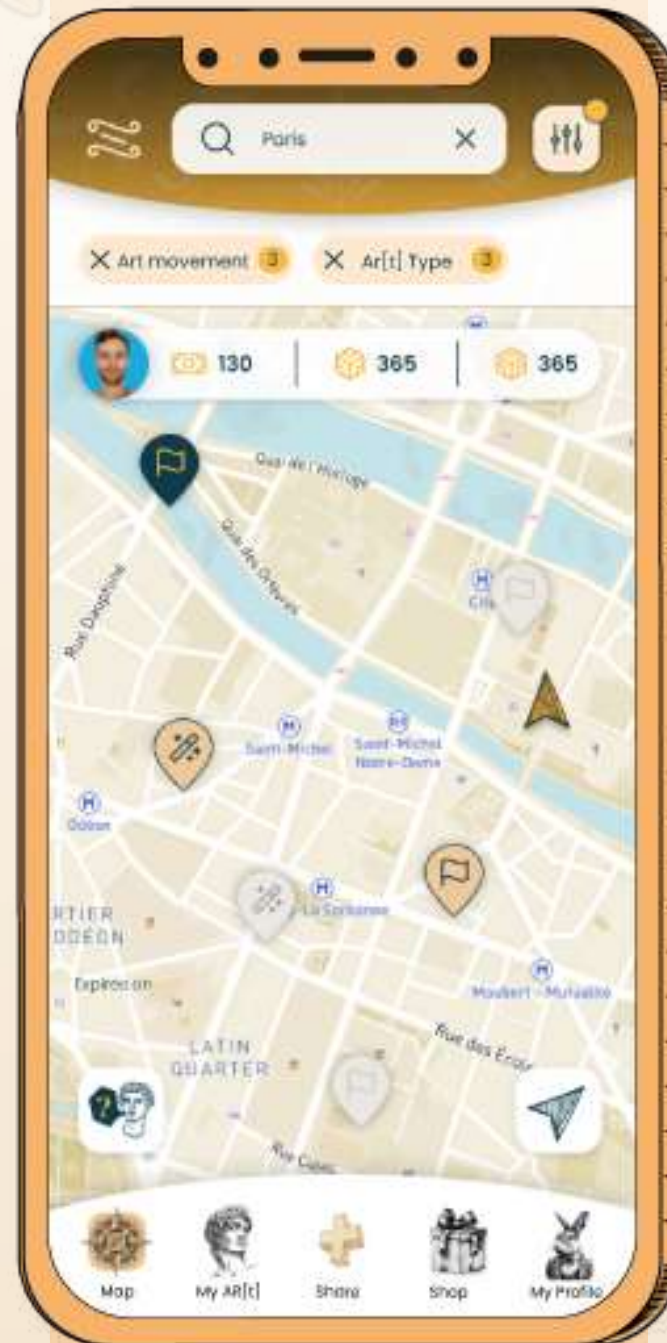 Paris
Art movement 3
Ar[t] Type 3
130
365
365
Quai de l'Horloge
Quai des Orfèvres
Rue Dauphine
Saint-Michel
Saint-Michel
Notre-Dame
Odéon
La Sorbonne
RTIER
ODÉON
Maubert - Mutualité
LATIN
QUARTER
Rue des Écol
?
Map
My AR[t]
Share
Shop
My Profile